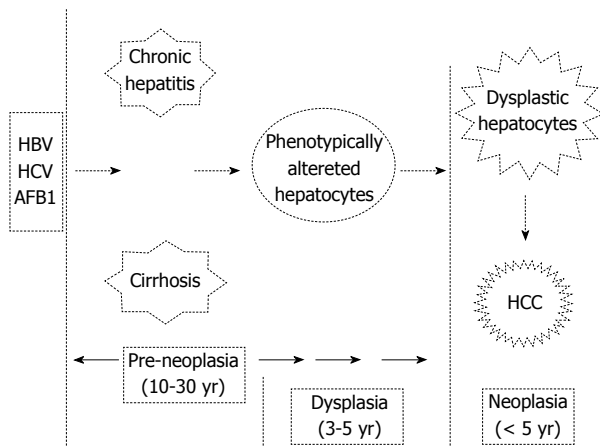 Chronic
hepatitis
HBV
HCV
AFB1
Phenotypically
altereted
hepatocytes
Dysplastic
hepatocytes
Cirrhosis
HCC
Pre-neoplasia
(10-30 yr)
Dysplasia
(3-5 yr)
Neoplasia
(< 5 yr)